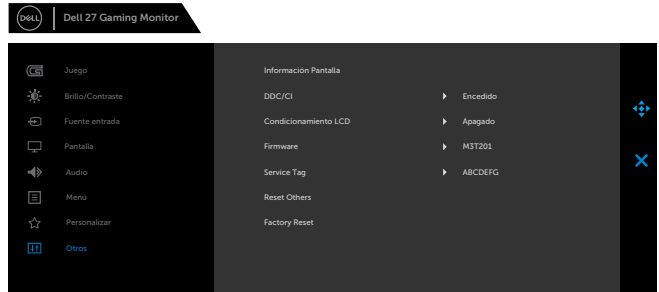 DELL
Dell 27 Gaming Monitor
Juego
Brillo/Contraste
Fuente entrada
Pantalla
Audio
Menú
Personalizar
Otros
Información Pantalla
DDC/CI Encedido
Condicionamiento LCD Apagado
Firmware M3T201
Service Tag ABCDEFG
Reset Others
Factory Reset